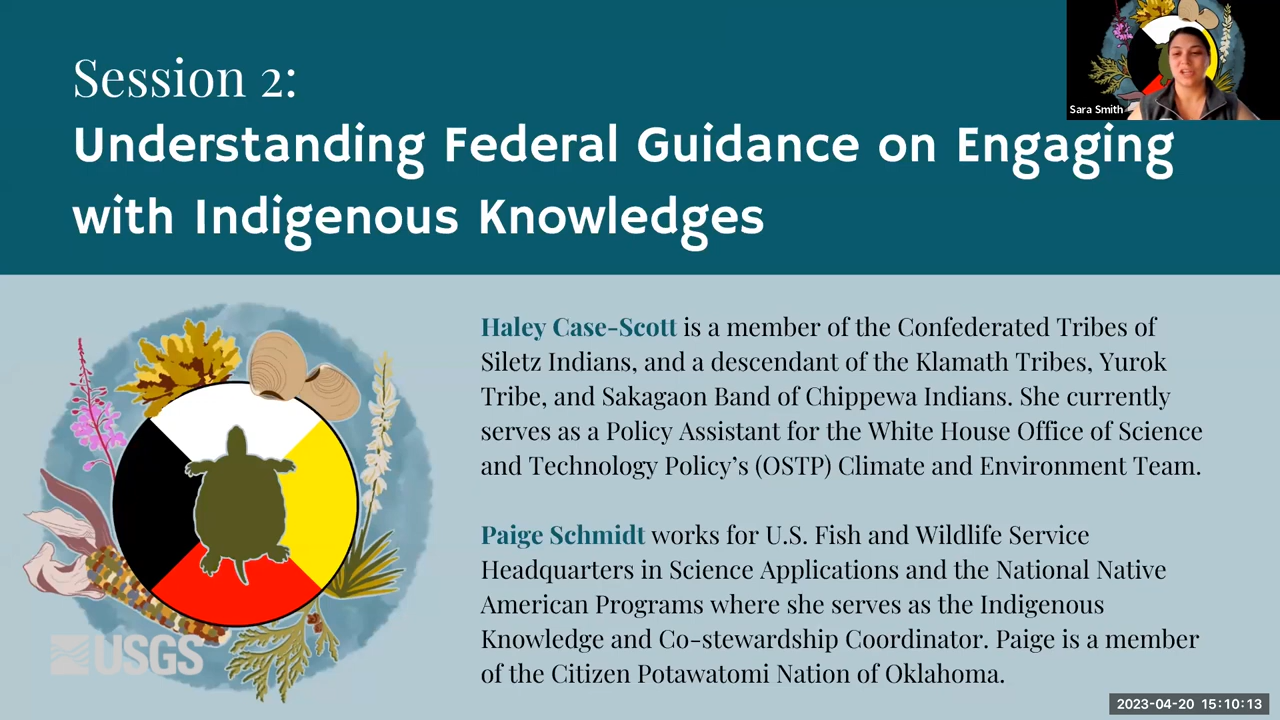 Session 2:
Understanding Federal Guidance on Engaging
with Indigenous Knowledges
Sara Smith
Haley Case-Scott is a member of the Confederated Tribes of
Siletz Indians, and a descendant of the Klamath Tribes, Yurok
Tribe, and Sakagaon Band of Chippewa Indians. She currently
serves as a Policy Assistant for the White House Office of Science
and Technology Policy’s (OSTP) Climate and Environment Team.
Paige Schmidt works for U.S. Fish and Wildlife Service
Headquarters in Science Applications and the National Native
American Programs where she serves as the Indigenous
Knowledge and Co-stewardship Coordinator. Paige is a member
of the Citizen Potawatomi Nation of Oklahoma.
USGS
2023-04-20 15:10:13